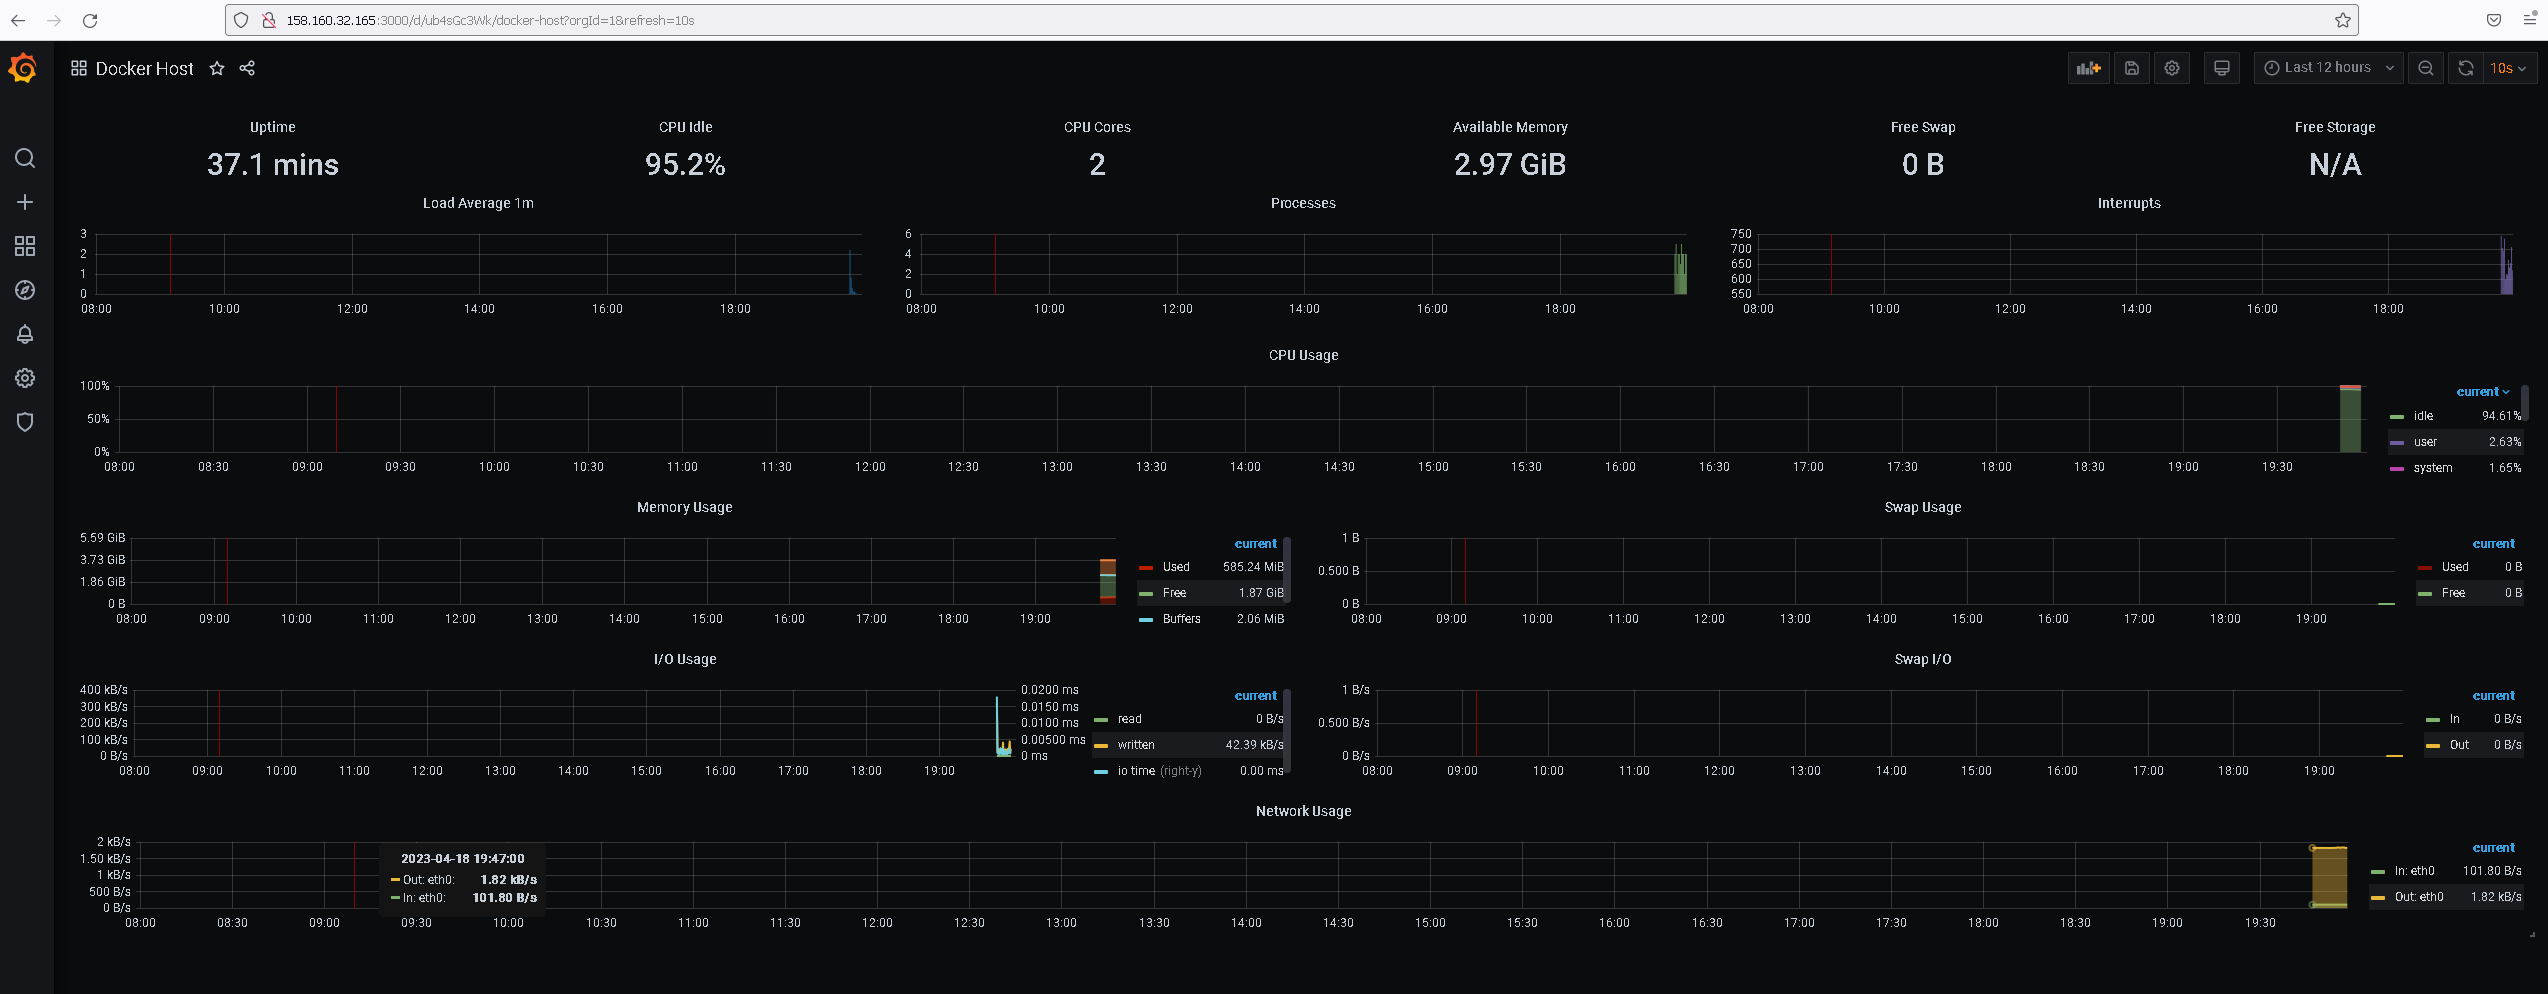 158.160.32.165:3000/d/ub4sGc3Wk/docker-host?orgId=1&refresh=10s
Docker Host
Last 12 hours
10s
Uptime
37.1 mins
CPU Idle
95.2%
CPU Cores
2
Available Memory
2.97 GiB
Free Swap
0 B
Free Storage
N/A
Load Average 1m
3
2
1
0
08:00 10:00 12:00 14:00 16:00 18:00
Processes
6
4
2
0
08:00 10:00 12:00 14:00 16:00 18:00
Interrupts
750
700
650
600
550
08:00 10:00 12:00 14:00 16:00 18:00
CPU Usage
100%
50%
0%
08:00 08:30 09:00 09:30 10:00 10:30 11:00 11:30 12:00 12:30 13:00 13:30 14:00 14:30 15:00 15:30 16:00 16:30 17:00 17:30 18:00 18:30 19:00 19:30
current
idle 94.61%
user 2.63%
system 1.65%
Memory Usage
5.59 GiB
3.73 GiB
1.86 GiB
0 B
08:00 09:00 10:00 11:00 12:00 13:00 14:00 15:00 16:00 17:00 18:00 19:00
current
Used 585.24 MiB
Free 1.87 GiB
Buffers 2.06 MiB
Swap Usage
1 B
0.500 B
0 B
08:00 09:00 10:00 11:00 12:00 13:00 14:00 15:00 16:00 17:00 18:00 19:00
current
Used 0 B
Free 0 B
I/O Usage
400 kB/s
300 kB/s
200 kB/s
100 kB/s
0 B/s
0.0200 ms
0.0150 ms
0.0100 ms
0.00500 ms
0 ms
08:00 09:00 10:00 11:00 12:00 13:00 14:00 15:00 16:00 17:00 18:00 19:00
current
read 0 B/s
written 42.39 kB/s
io time (right-y) 0.00 ms
Swap I/O
1 B/s
0.500 B/s
0 B/s
08:00 09:00 10:00 11:00 12:00 13:00 14:00 15:00 16:00 17:00 18:00 19:00
current
In 0 B/s
Out 0 B/s
Network Usage
2 kB/s
1.50 kB/s
1 kB/s
500 B/s
0 B/s
2023-04-18 19:47:00
Out: eth0: 1.82 kB/s
In: eth0: 101.80 B/s
08:00 08:30 09:00 09:30 10:00 10:30 11:00 11:30 12:00 12:30 13:00 13:30 14:00 14:30 15:00 15:30 16:00 16:30 17:00 17:30 18:00 18:30 19:00 19:30
current
In: eth0 101.80 B/s
Out: eth0 1.82 kB/s